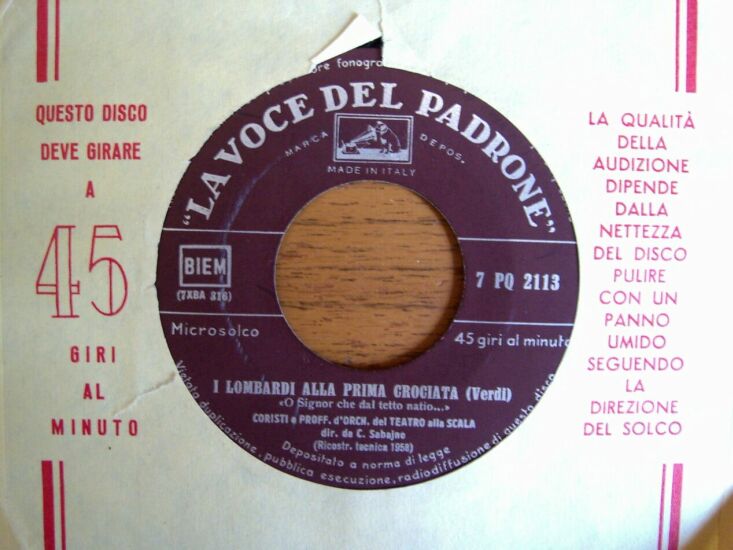 QUESTO DISCO
DEVE GIRARE
A
45
GIRI
AL
MINUTO
fonogra
"LA VOCE DEL PADRONE"
MARCA DEPOS.
MADE IN ITALY
BIEM
(7XBA 316)
7 PQ 2113
Microsolco
45 giri al minuto
I LOMBARDI ALLA PRIMA CROCIATA (Verdi)
«O Signor che dal tetto natio...»
CORISTI e PROFF. d'ORCH. del TEATRO alla SCALA
dir. da C. Sabajno
(Ricostr. tecnica 1958)
Depositato a norma di legge
Vietata duplicazione, pubblica esecuzione, radiodiffusione di questo disco
LA QUALITÀ
DELLA
AUDIZIONE
DIPENDE
DALLA
NETTEZZA
DEL DISCO
PULIRE
CON UN
PANNO
UMIDO
SEGUENDO
LA
DIREZIONE
DEL SOLCO